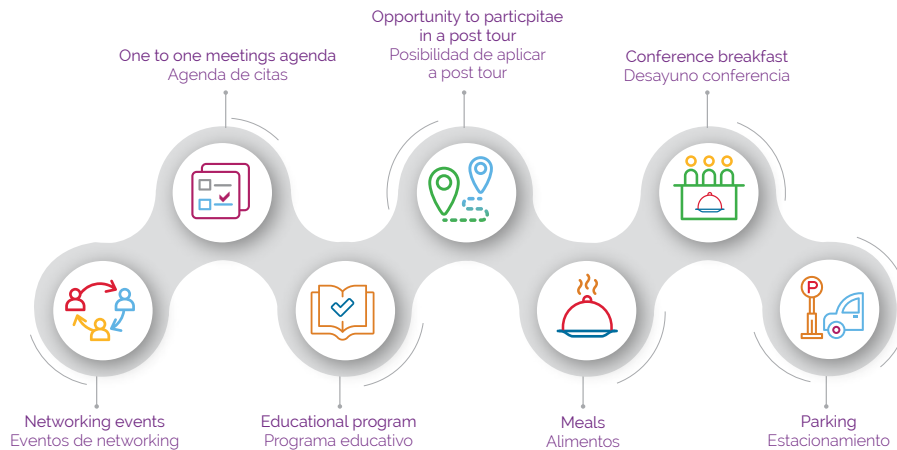 Opportunity to particpitae
in a post tour
Posibilidad de aplicar
a post tour
One to one meetings agenda
Agenda de citas
Conference breakfast
Desayuno conferencia
P
Networking events
Eventos de networking
Educational program
Programa educativo
Meals
Alimentos
Parking
Estacionamiento